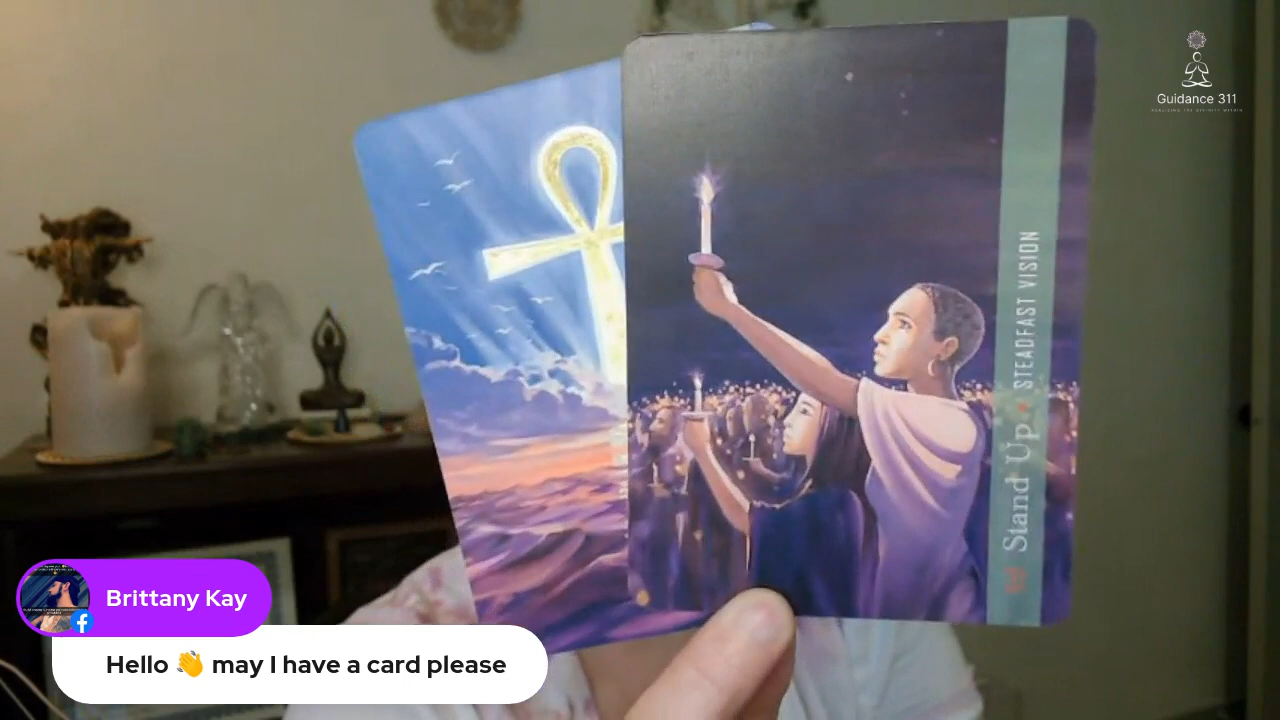 Guidance 311
Stand Up • STEADFAST VISION
Brittany Kay
Hello 👋 may I have a card please